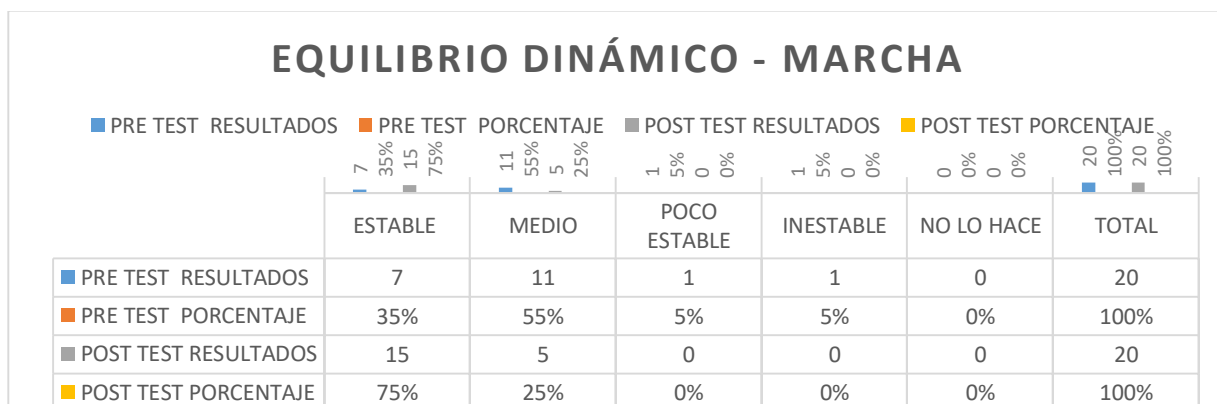 EQUILIBRIO DINÁMICO - MARCHA
PRE TEST RESULTADOS PRE TEST PORCENTAJE POST TEST RESULTADOS POST TEST PORCENTAJE
7 35% 15 75% 11 55% 5 25% 1 5% 0 0% 1 5% 0 0% 0 0% 0 0% 20 100% 20 100%
ESTABLE MEDIO POCO ESTABLE INESTABLE NO LO HACE TOTAL
PRE TEST RESULTADOS 7 11 1 1 0 20
PRE TEST PORCENTAJE 35% 55% 5% 5% 0% 100%
POST TEST RESULTADOS 15 5 0 0 0 20
POST TEST PORCENTAJE 75% 25% 0% 0% 0% 100%